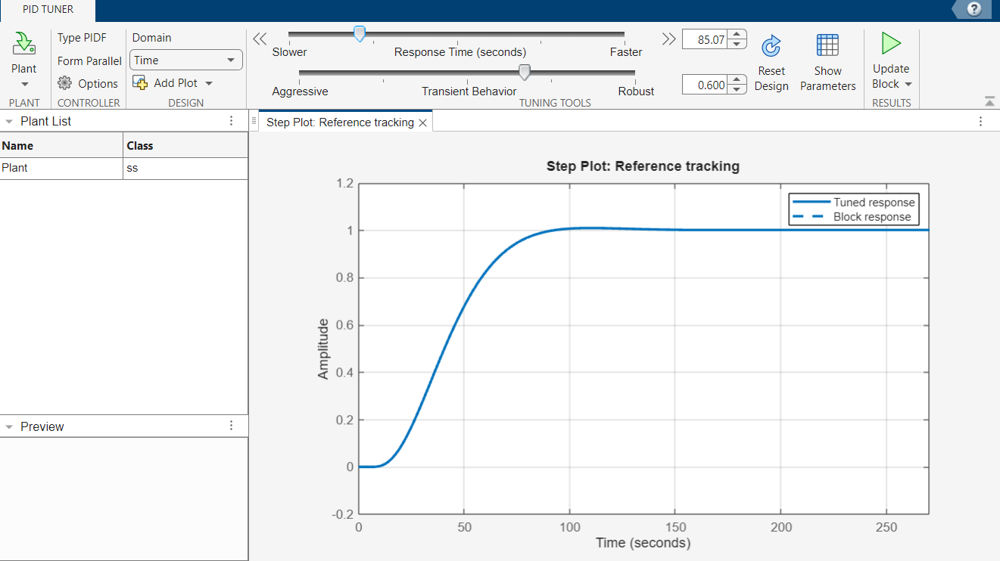 PID TUNER
?
Plant
PLANT
Type PIDF
Form Parallel
Options
CONTROLLER
Domain
Time
Add Plot
DESIGN
Slower
Response Time (seconds)
Faster
85.07
Aggressive
Transient Behavior
Robust
0.600
Reset
Design
Show
Parameters
TUNING TOOLS
Update
Block
RESULTS
Plant List
Name Class
Plant ss
Preview
Step Plot: Reference tracking
Step Plot: Reference tracking
Tuned response
Block response
Amplitude
1.2
1
0.8
0.6
0.4
0.2
0
-0.2
0 50 100 150 200 250
Time (seconds)